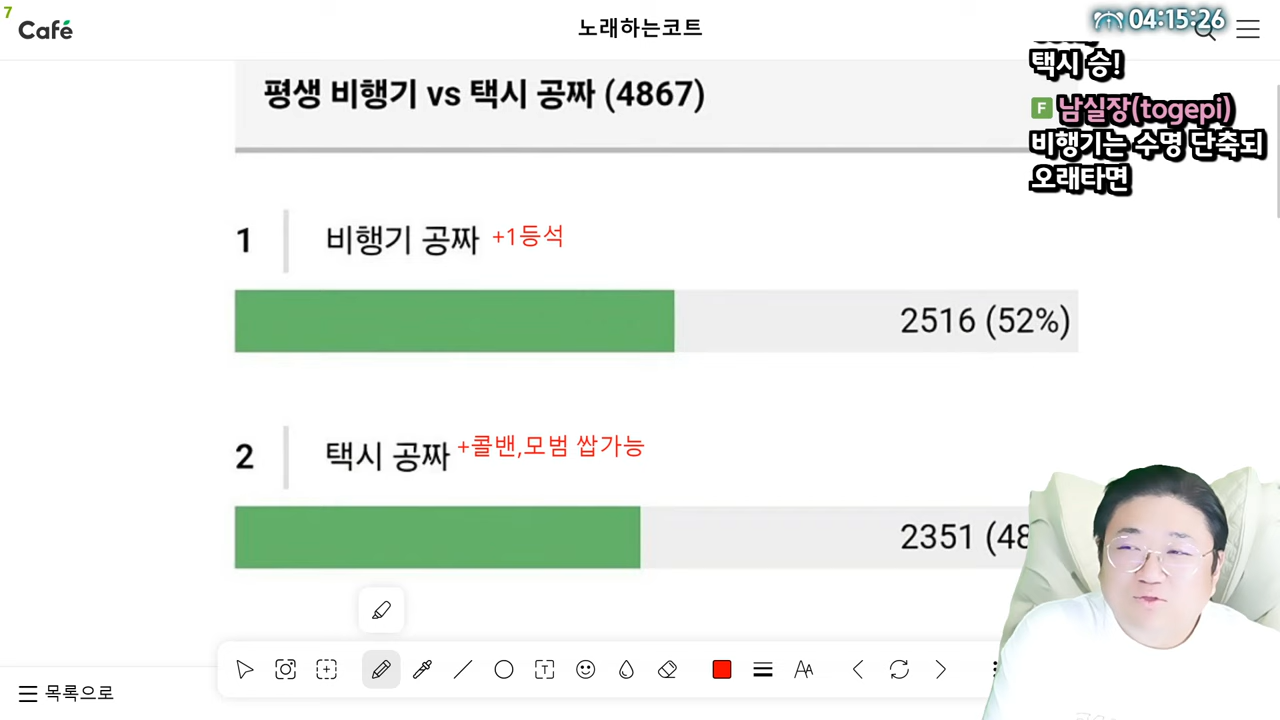 7
Café
노래하는코트
04:15:26
택시 승!
F 남실장(togepi)
비행기는 수명 단축되
오래타면
평생 비행기 vs 택시 공짜 (4867)
1
비행기 공짜 +1등석
2516 (52%)
2
택시 공짜 +콜밴,모범 쌉가능
2351 (48
T
AA
목록으로